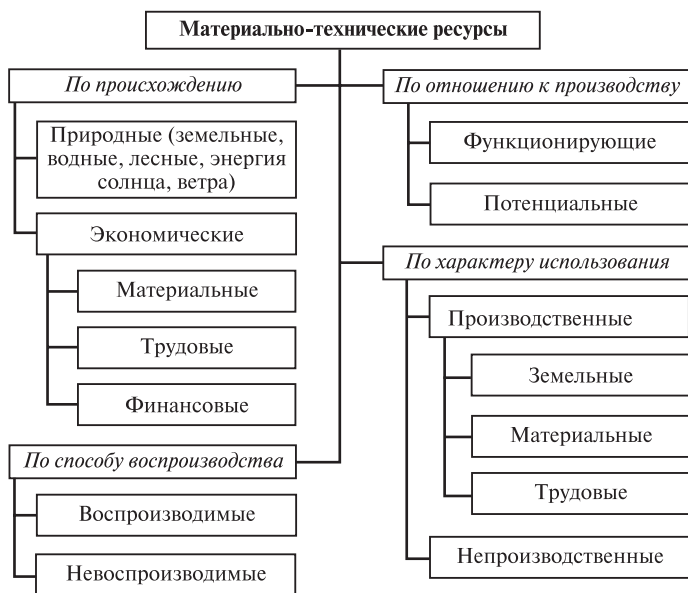 Материально-технические ресурсы
По происхождению
Природные (земельные,
водные, лесные, энергия
солнца, ветра)
Экономические
Материальные
Трудовые
Финансовые
По способу воспроизводства
Воспроизводимые
Невоспроизводимые
По отношению к производству
Функционирующие
Потенциальные
По характеру использования
Производственные
Земельные
Материальные
Трудовые
Непроизводственные